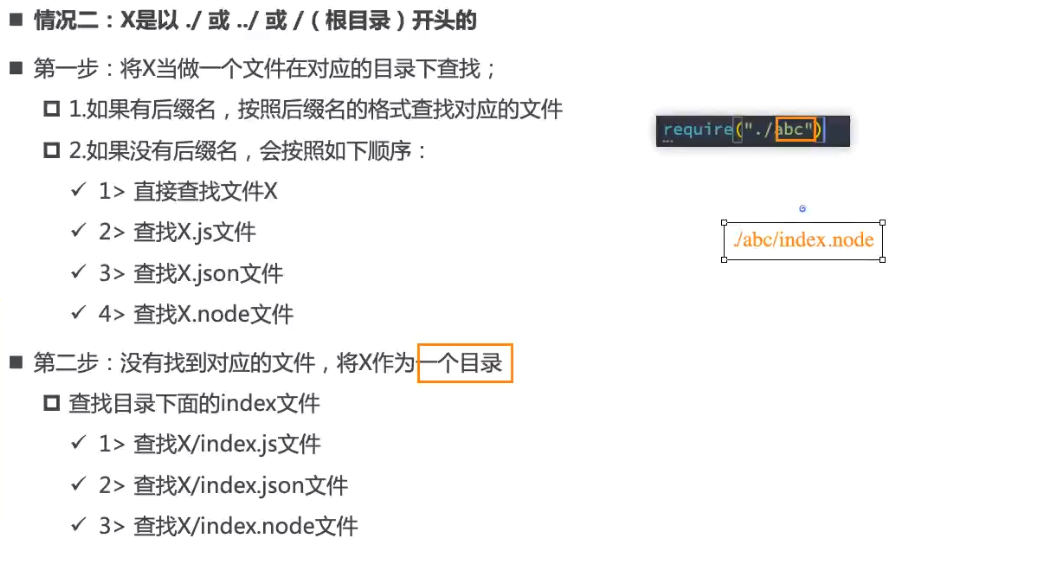 情况二：X是以 ./ 或 ../ 或 /（根目录）开头的
第一步：将X当做一个文件在对应的目录下查找；
1.如果有后缀名，按照后缀名的格式查找对应的文件
require("./abc")
2.如果没有后缀名，会按照如下顺序：
1> 直接查找文件X
2> 查找X.js文件
./abc/index.node
3> 查找X.json文件
4> 查找X.node文件
第二步：没有找到对应的文件，将X作为一个目录
查找目录下面的index文件
1> 查找X/index.js文件
2> 查找X/index.json文件
3> 查找X/index.node文件